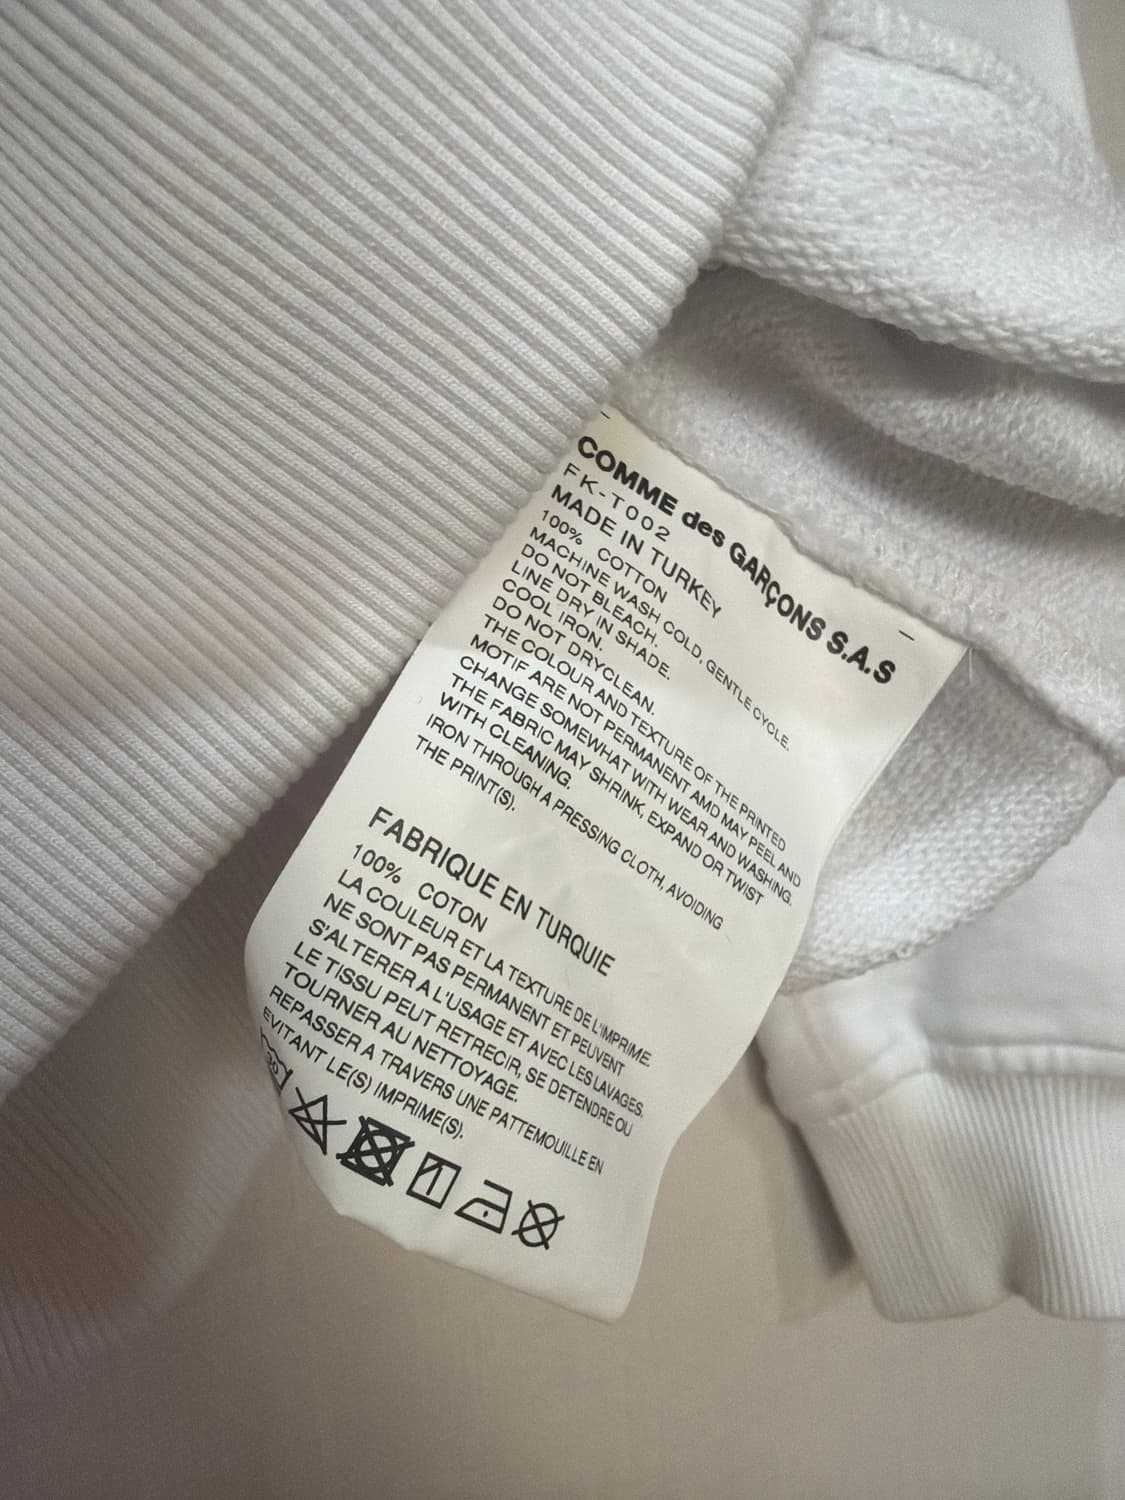 COMME des GARÇONS S.A.S
FK-T002
MADE IN TURKEY
100% COTTON
MACHINE WASH COLD, GENTLE CYCLE.
DO NOT BLEACH.
LINE DRY IN SHADE.
COOL IRON.
DO NOT DRYCLEAN.
THE COLOUR AND TEXTURE OF THE PRINTED
MOTIF ARE NOT PERMANENT AMD MAY PEEL AND
CHANGE SOMEWHAT WITH WEAR AND WASHING.
THE FABRIC MAY SHRINK, EXPAND OR TWIST
WITH CLEANING.
IRON THROUGH A PRESSING CLOTH, AVOIDING
THE PRINT(S).
FABRIQUE EN TURQUIE
100% COTON
LA COULEUR ET LA TEXTURE DE L'IMPRIME.
NE SONT PAS PERMANENT ET PEUVENT
S'ALTERER A L'USAGE ET AVEC LES LAVAGES.
LE TISSU PEUT RETRECIR, SE DETENDRE OU
TOURNER AU NETTOYAGE.
REPASSER A TRAVERS UNE PATTEMOUILLE EN
EVITANT LE(S) IMPRIME(S).
30